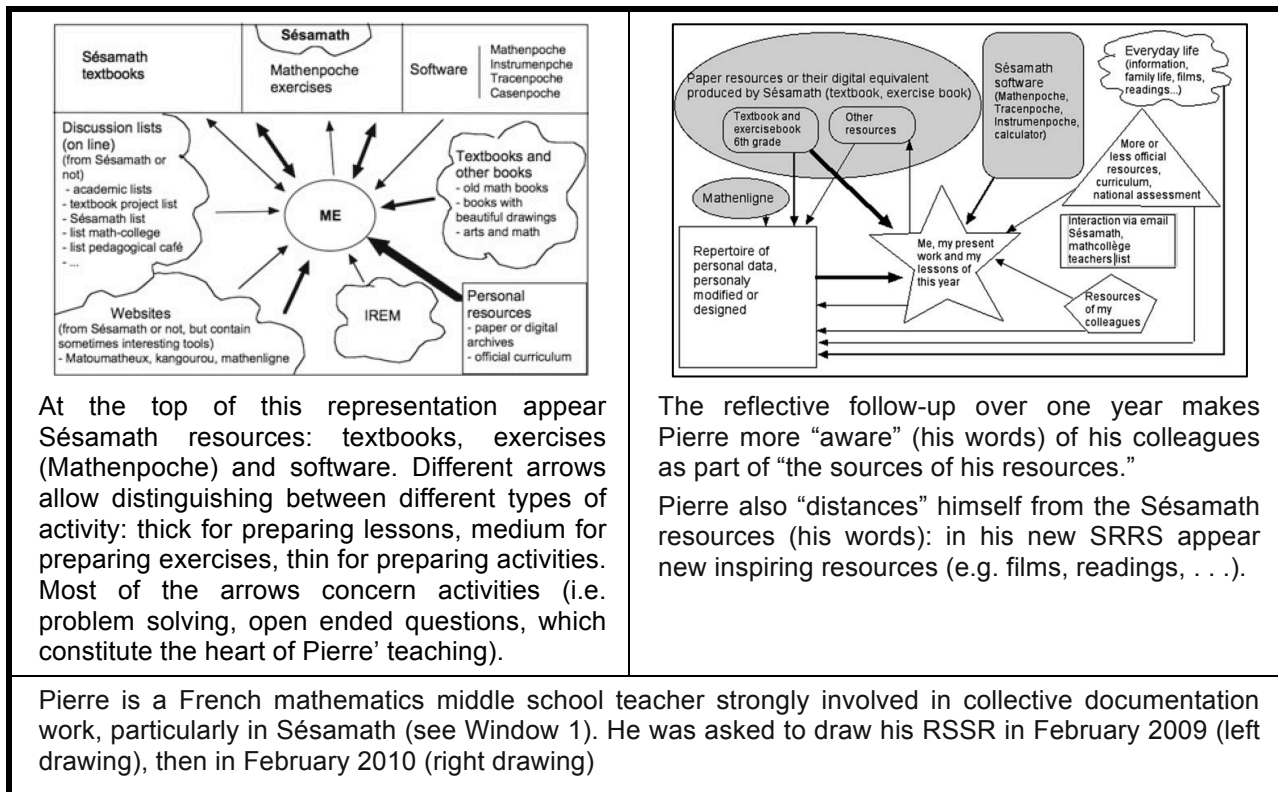 Sésamath
textbooks
Sésamath
Mathenpoche
exercises
Software
Mathenpoche
Instrumenpche
Tracenpoche
Casenpoche
Discussion lists
(on line)
(from Sésamath or
not)
- academic lists
- textbook project list
- Sésamath list
- list math-college
- list pedagogical café
- ...
ME
Textbooks and
other books
- old math books
- books with
beautiful drawings
- arts and math
Websites
(from Sésamath or not, but contain
sometimes interesting tools)
- Matoumatheux, kangourou, mathenligne
IREM
Personal
resources
- paper or digital
archives
- official curriculum
At the top of this representation appear
Sésamath resources: textbooks, exercises
(Mathenpoche) and software. Different arrows
allow distinguishing between different types of
activity: thick for preparing lessons, medium for
preparing exercises, thin for preparing activities.
Most of the arrows concern activities (i.e.
problem solving, open ended questions, which
constitute the heart of Pierre’ teaching).
Paper resources or their digital equivalent
produced by Sésamath (textbook, exercise book)
Textbook and
exercisebook
6th grade
Other
resources
Mathenligne
Sésamath
software
(Mathenpoche,
Tracenpoche,
Instrumenpoche,
calculator)
Everyday life
(information,
family life, films,
readings...)
More or
less official
resources,
curriculum,
national assessment
Interaction via email
Sésamath,
mathcollège
teachers list
Repertoire of
personal data,
personaly
modified or
designed
Me, my present
work and my
lessons of
this year
Resources
of my
colleagues
The reflective follow-up over one year makes
Pierre more “aware” (his words) of his colleagues
as part of “the sources of his resources.”
Pierre also “distances” himself from the Sésamath
resources (his words): in his new SRRS appear
new inspiring resources (e.g. films, readings, . . .).
Pierre is a French mathematics middle school teacher strongly involved in collective documentation
work, particularly in Sésamath (see Window 1). He was asked to draw his RSSR in February 2009 (left
drawing), then in February 2010 (right drawing)